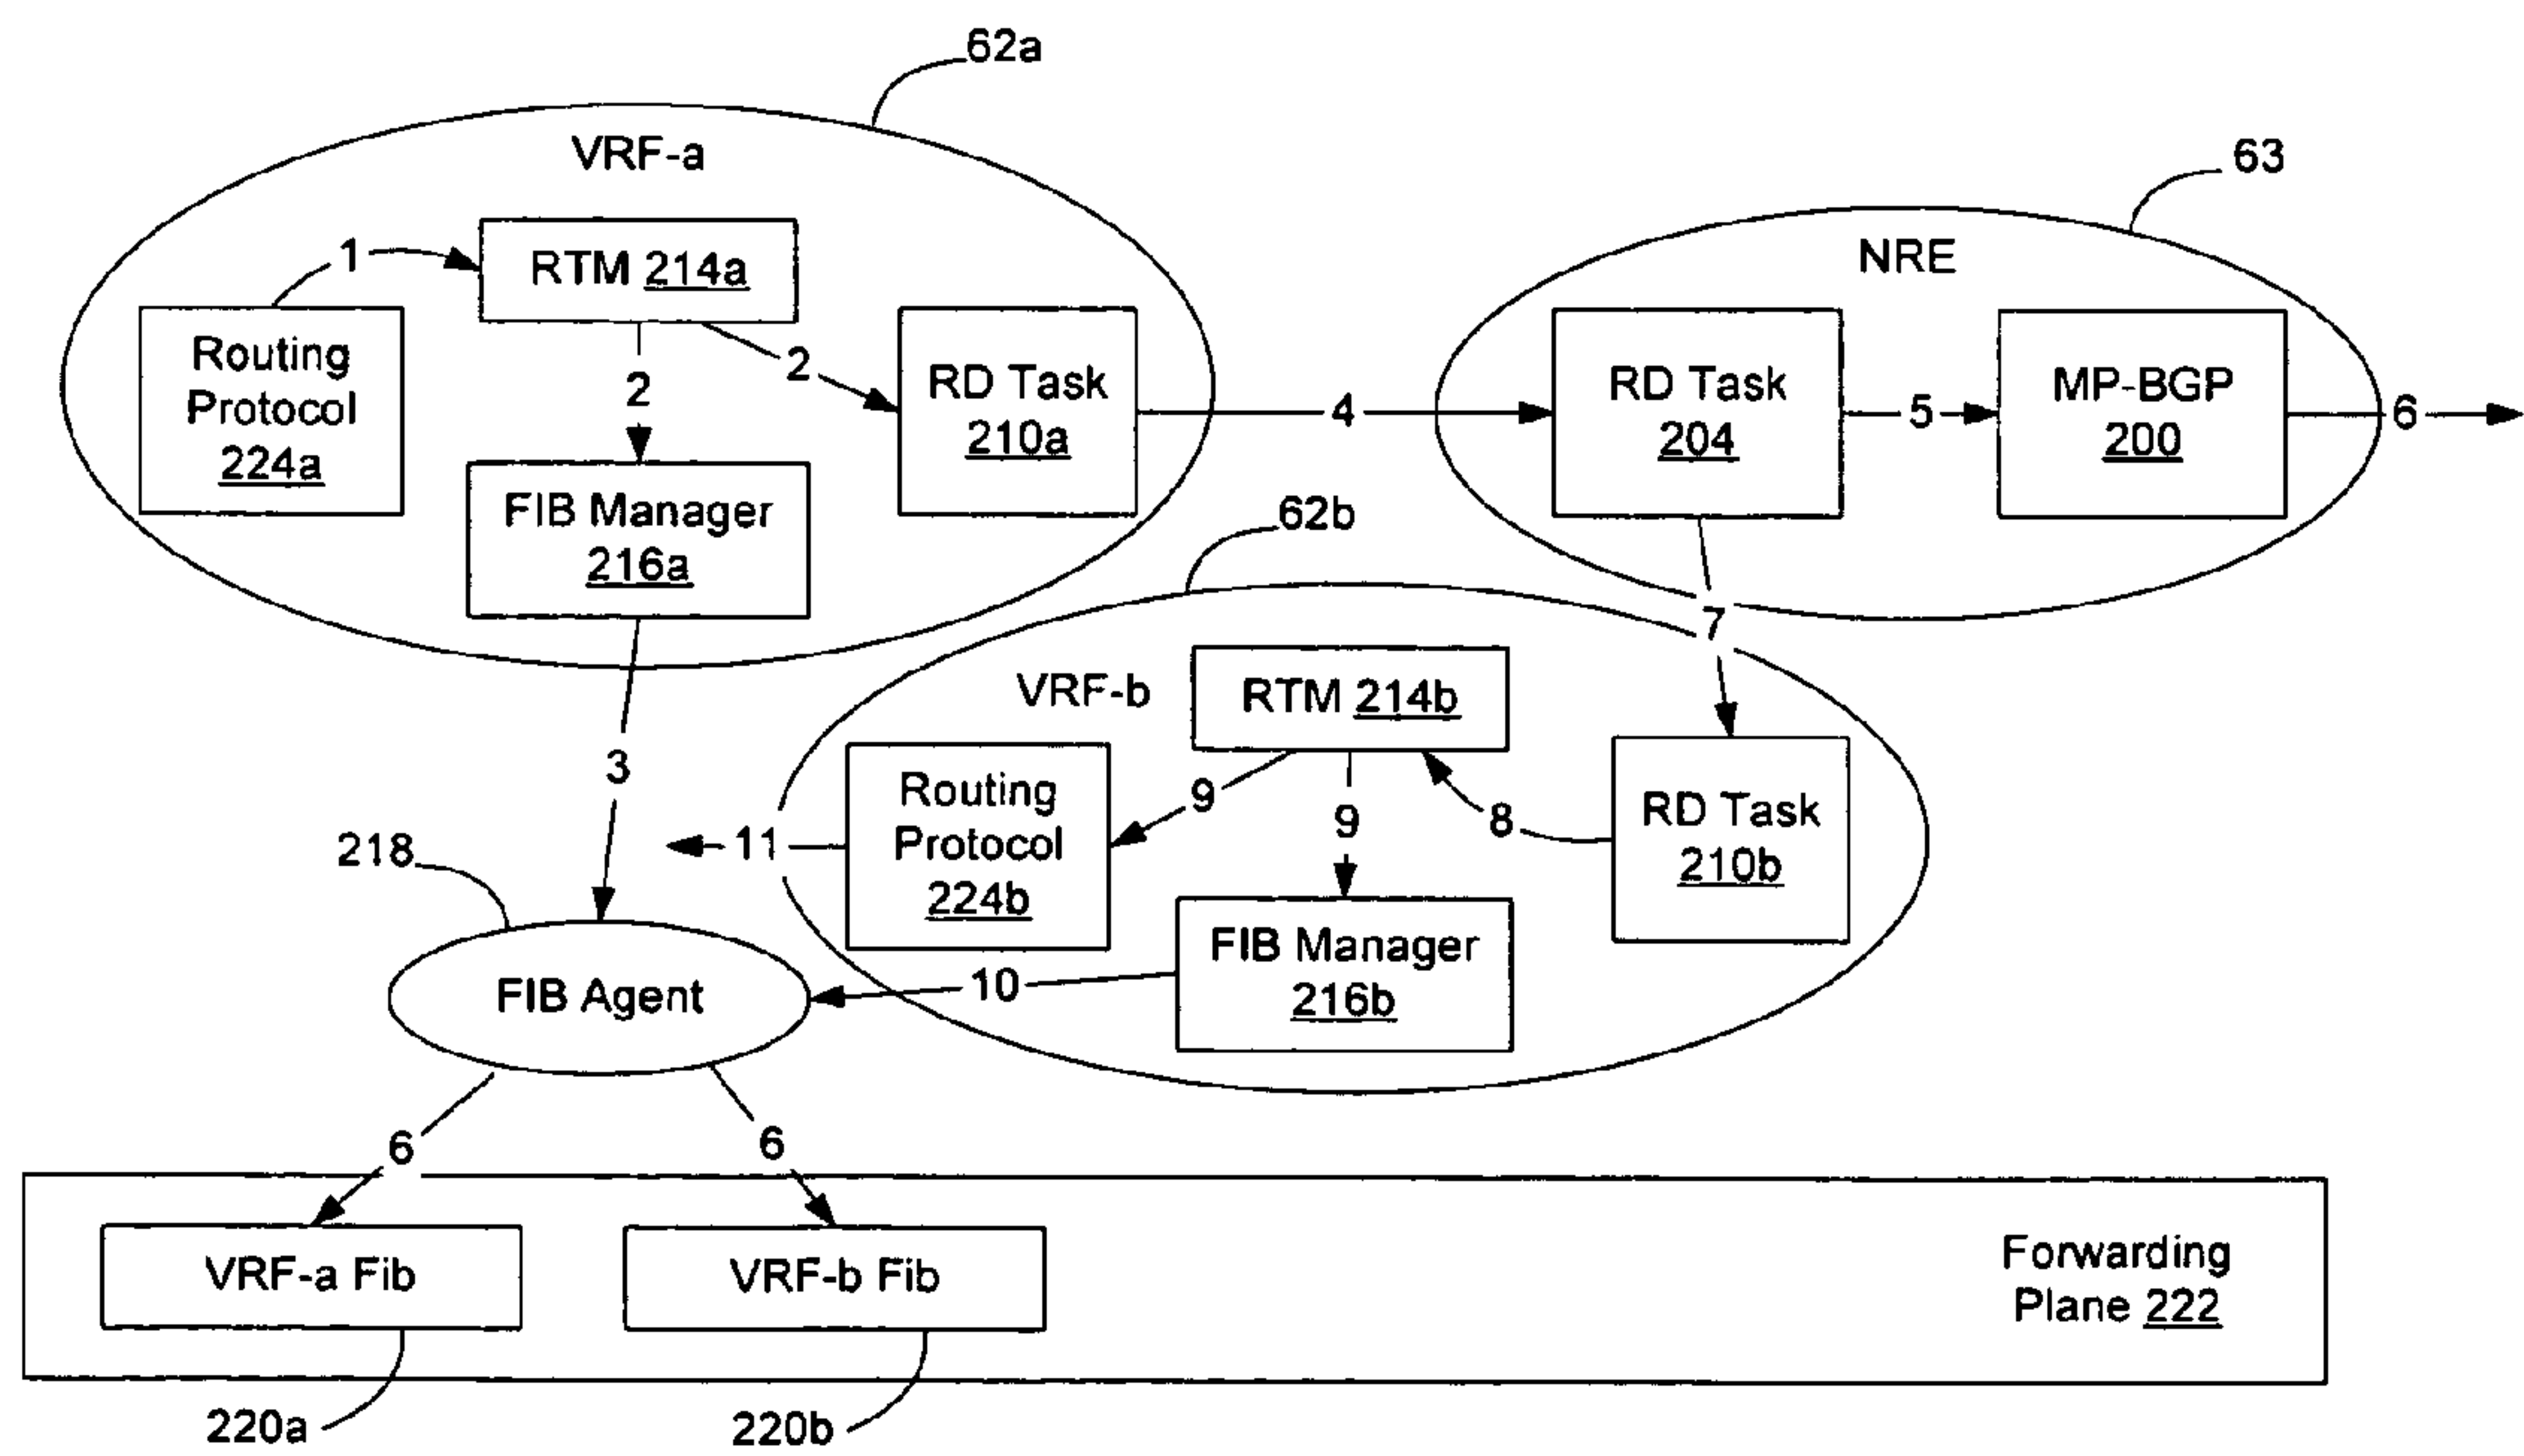 62a
VRF-a
63
NRE
1
RTM 214a
Routing
Protocol
224a
2
2
RD Task
210a
4
RD Task
204
5
MP-BGP
200
6
FIB Manager
216a
62b
7
3
VRF-b
RTM 214b
Routing
Protocol
224b
9
9
8
RD Task
210b
11
218
FIB Manager
216b
10
FIB Agent
6
6
VRF-a Fib
VRF-b Fib
Forwarding
Plane 222
220a
220b